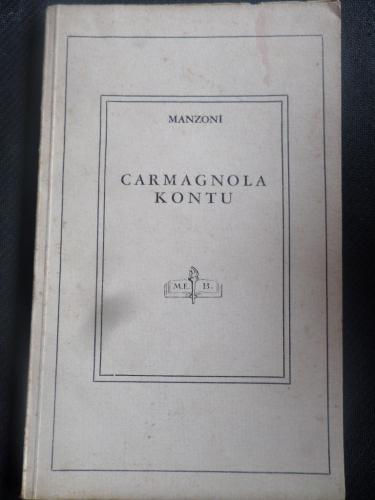 MANZONİ
CARMAGNOLA
KONTU
M.E B.